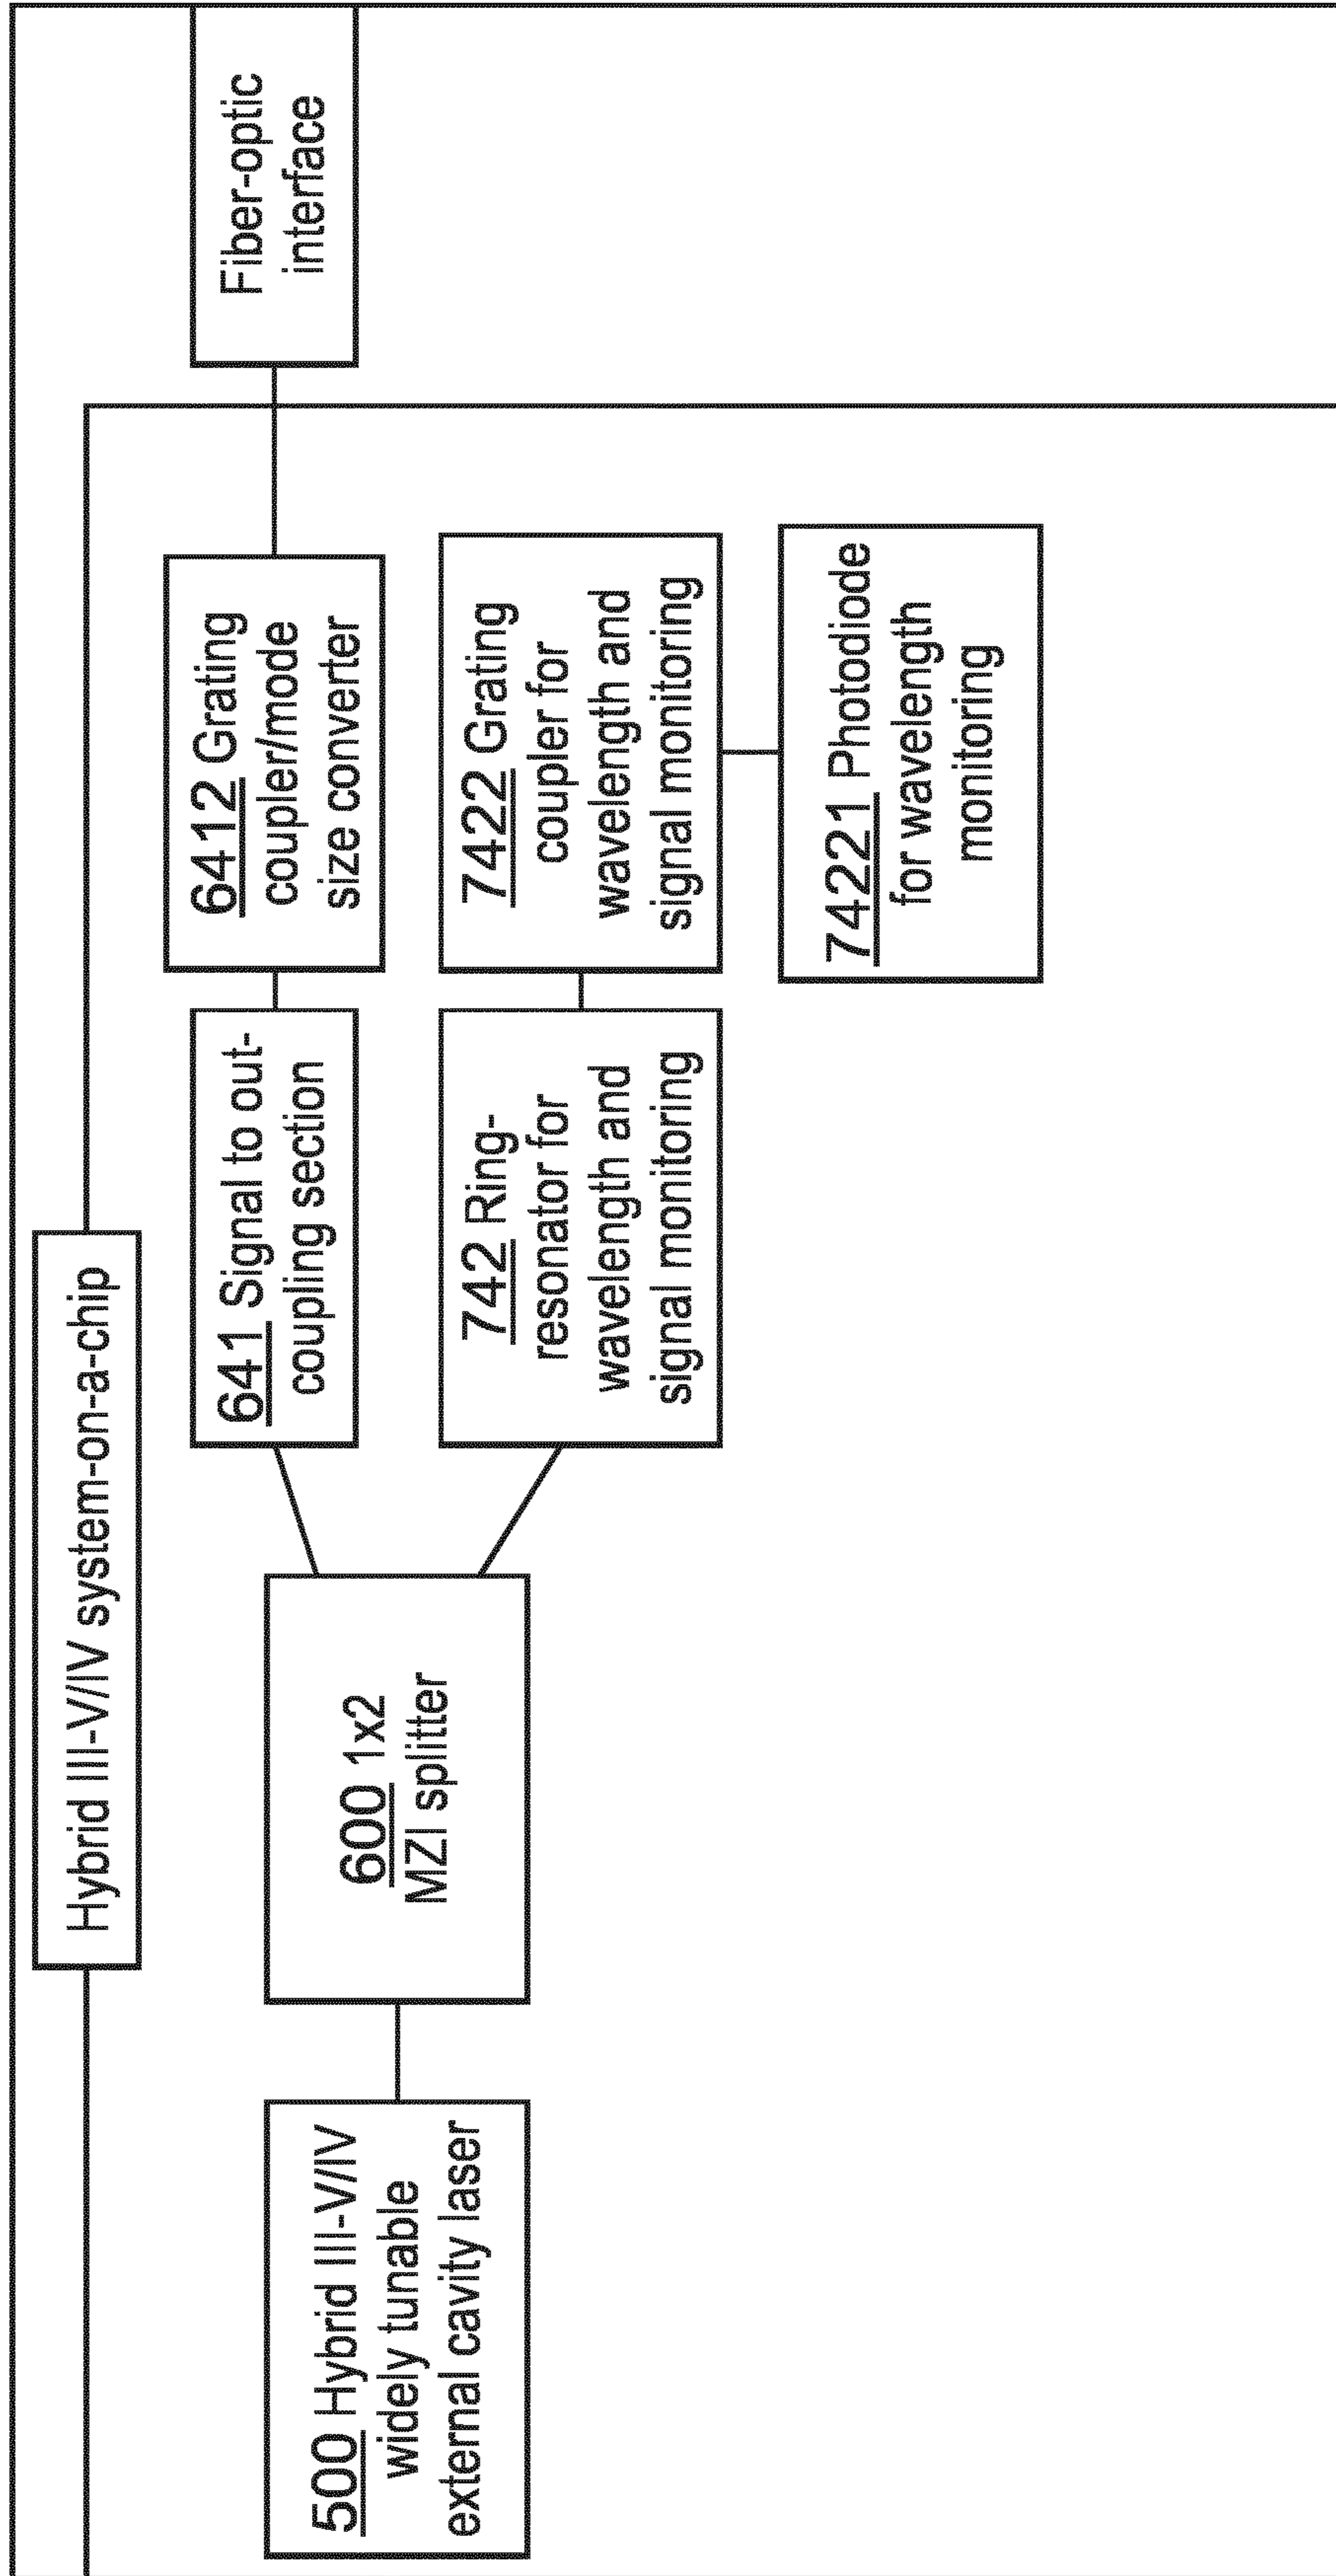 Hybrid III-V/IV system-on-a-chip
500 Hybrid III-V/IV
widely tunable
external cavity laser
600 1x2
MZI splitter
641 Signal to out-
coupling section
6412 Grating
coupler/mode
size converter
Fiber-optic
interface
742 Ring-
resonator for
wavelength and
signal monitoring
7422 Grating
coupler for
wavelength and
signal monitoring
74221 Photodiode
for wavelength
monitoring